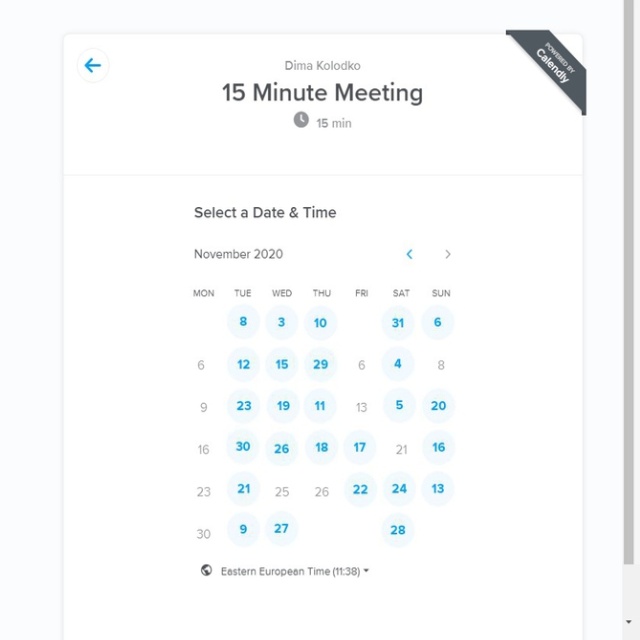 POWERED BY
Calendly
Dima Kolodko
15 Minute Meeting
15 min
Select a Date & Time
November 2020
MON TUE WED THU FRI SAT SUN
8 3 10 31 6
6 12 15 29 6 4 8
9 23 19 11 13 5 20
16 30 26 18 17 21 16
23 21 25 26 22 24 13
30 9 27 28
Eastern European Time (11:38)